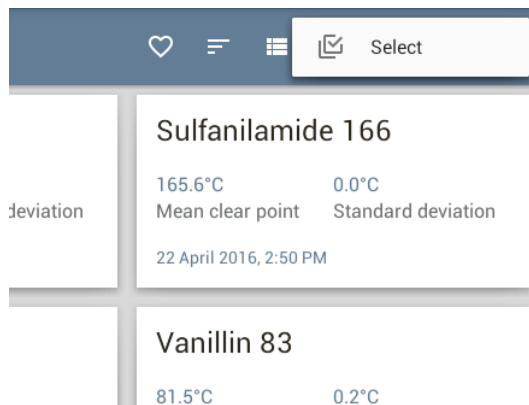 Select
Sulfanilamide 166
165.6°C 0.0°C
deviation Mean clear point Standard deviation
22 April 2016, 2:50 PM
Vanillin 83
81.5°C 0.2°C